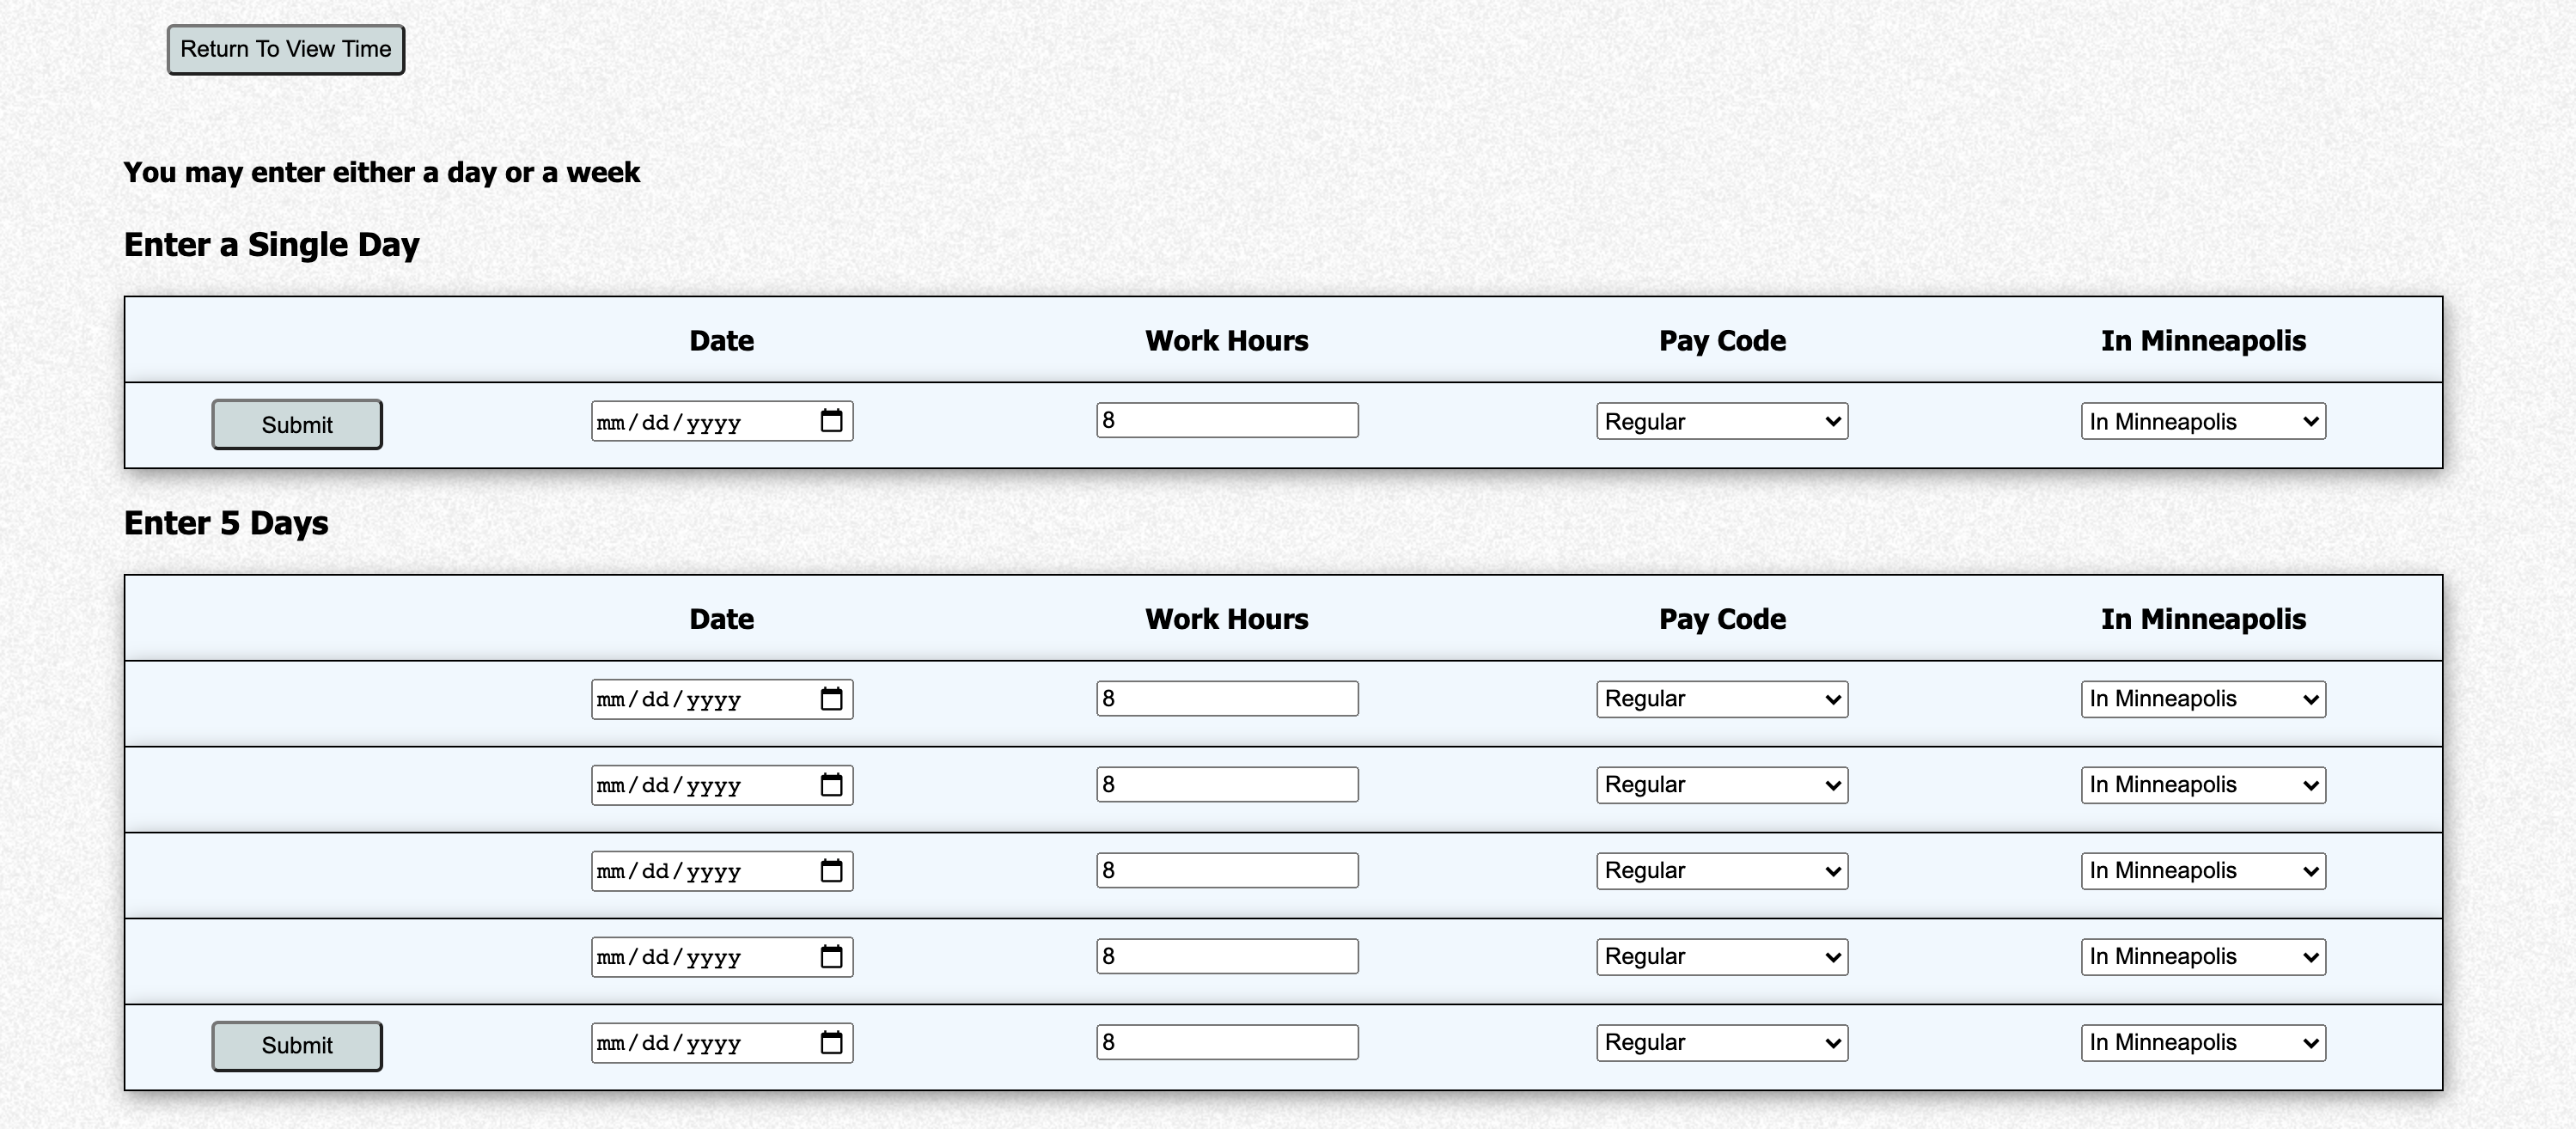 Return To View Time
You may enter either a day or a week
Enter a Single Day
Date Work Hours Pay Code In Minneapolis
Submit mm/dd/yyyy 8 Regular In Minneapolis
Enter 5 Days
Date Work Hours Pay Code In Minneapolis
mm/dd/yyyy 8 Regular In Minneapolis
mm/dd/yyyy 8 Regular In Minneapolis
mm/dd/yyyy 8 Regular In Minneapolis
mm/dd/yyyy 8 Regular In Minneapolis
Submit mm/dd/yyyy 8 Regular In Minneapolis